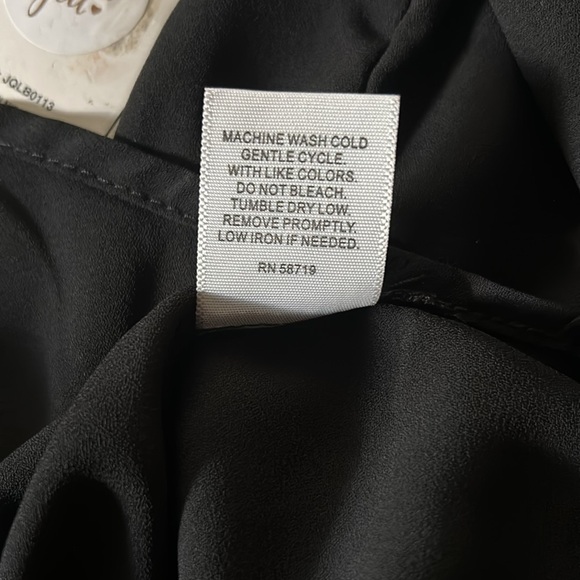 JQLB0113
MACHINE WASH COLD
GENTLE CYCLE.
WITH LIKE COLORS.
DO NOT BLEACH.
TUMBLE DRY LOW.
REMOVE PROMPTLY.
LOW IRON IF NEEDED.
RN 58719